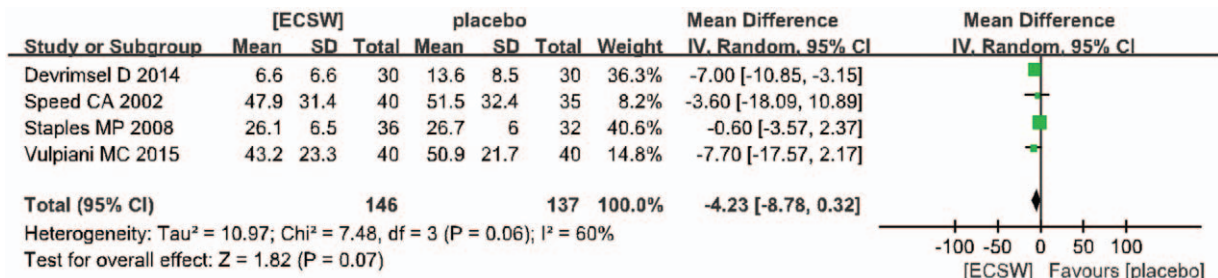 [ECSW] placebo Mean Difference Mean Difference
Study or Subgroup Mean SD Total Mean SD Total Weight IV. Random. 95% CI IV. Random. 95% CI
Devrimsel D 2014 6.6 6.6 30 13.6 8.5 30 36.3% -7.00 [-10.85, -3.15]
Speed CA 2002 47.9 31.4 40 51.5 32.4 35 8.2% -3.60 [-18.09, 10.89]
Staples MP 2008 26.1 6.5 36 26.7 6 32 40.6% -0.60 [-3.57, 2.37]
Vulpiani MC 2015 43.2 23.3 40 50.9 21.7 40 14.8% -7.70 [-17.57, 2.17]
Total (95% CI) 146 137 100.0% -4.23 [-8.78, 0.32]
Heterogeneity: Tau² = 10.97; Chi² = 7.48, df = 3 (P = 0.06); I² = 60%
Test for overall effect: Z = 1.82 (P = 0.07)
-100 -50 0 50 100
[ECSW] Favours [placebo]